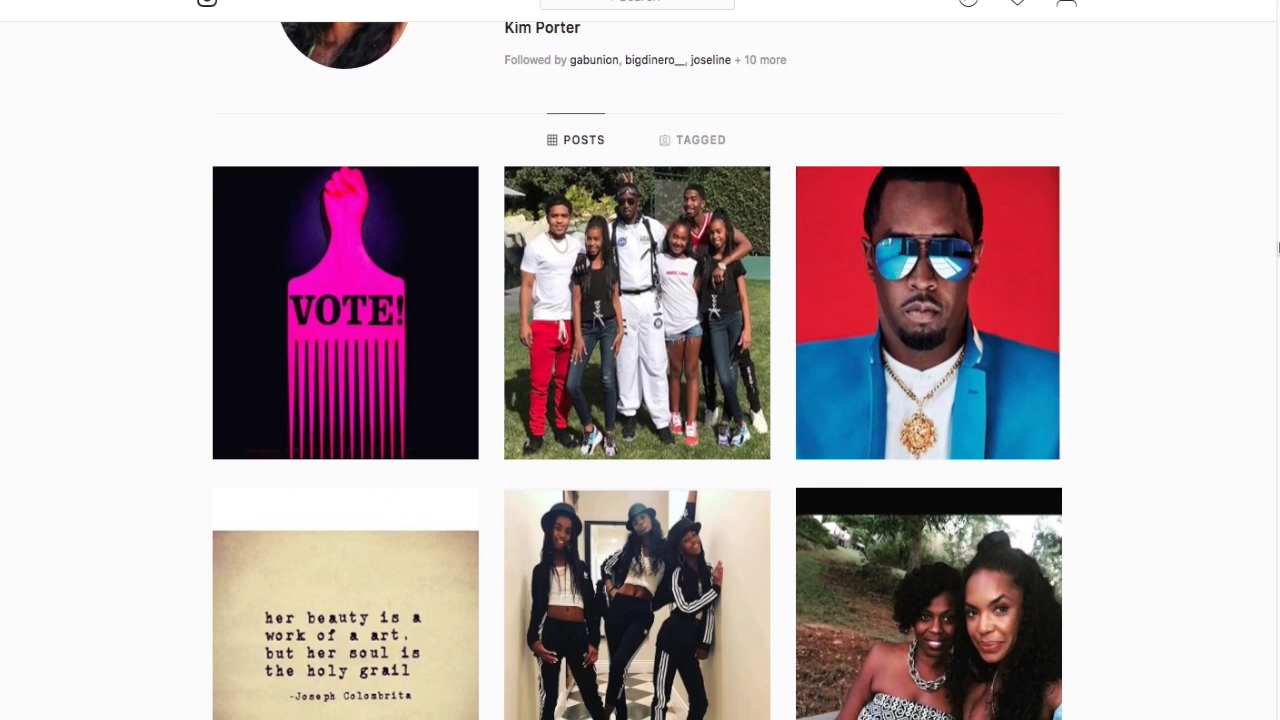 Search
Kim Porter
Followed by gabunion, bigdinero__, joseline + 10 more
POSTS
TAGGED
VOTE!
her beauty is a
work of a art,
but her soul is
the holy grail
-Joseph Colombrita